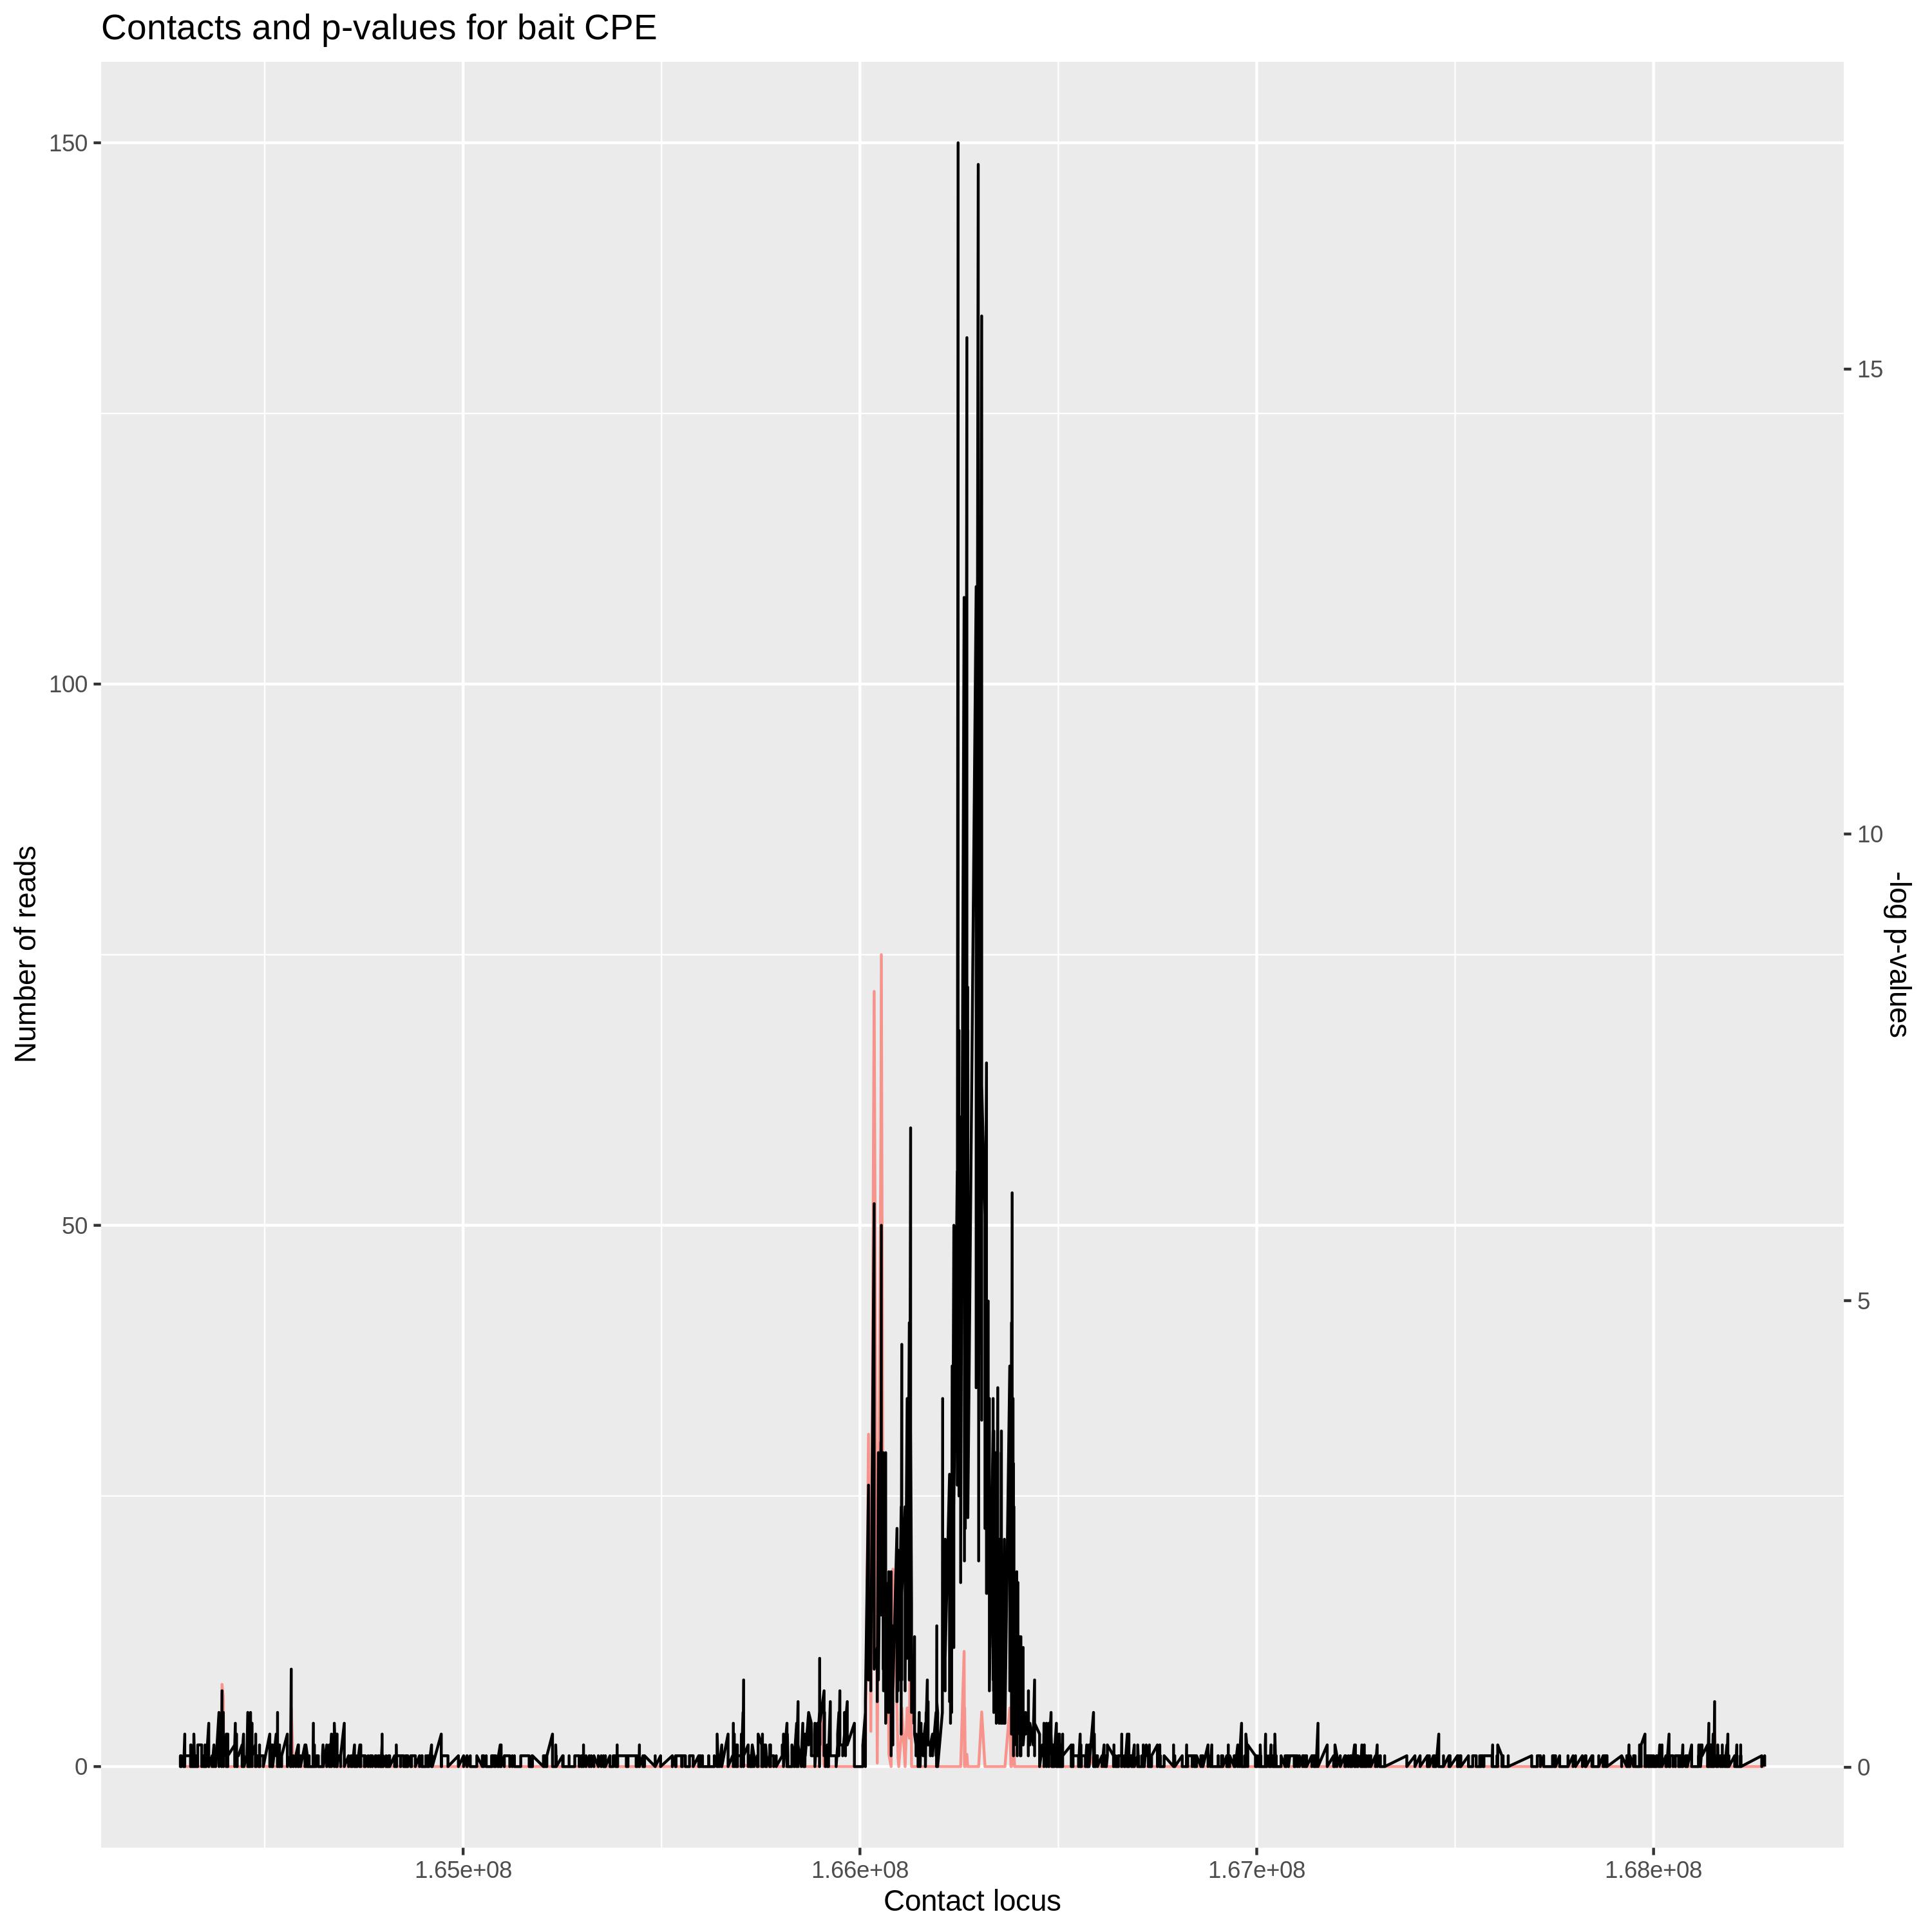 Contacts and p-values for bait CPE
150
100
50
0
Number of reads
15
10
5
0
-log p-values
1.65e+08
1.66e+08
1.67e+08
1.68e+08
Contact locus